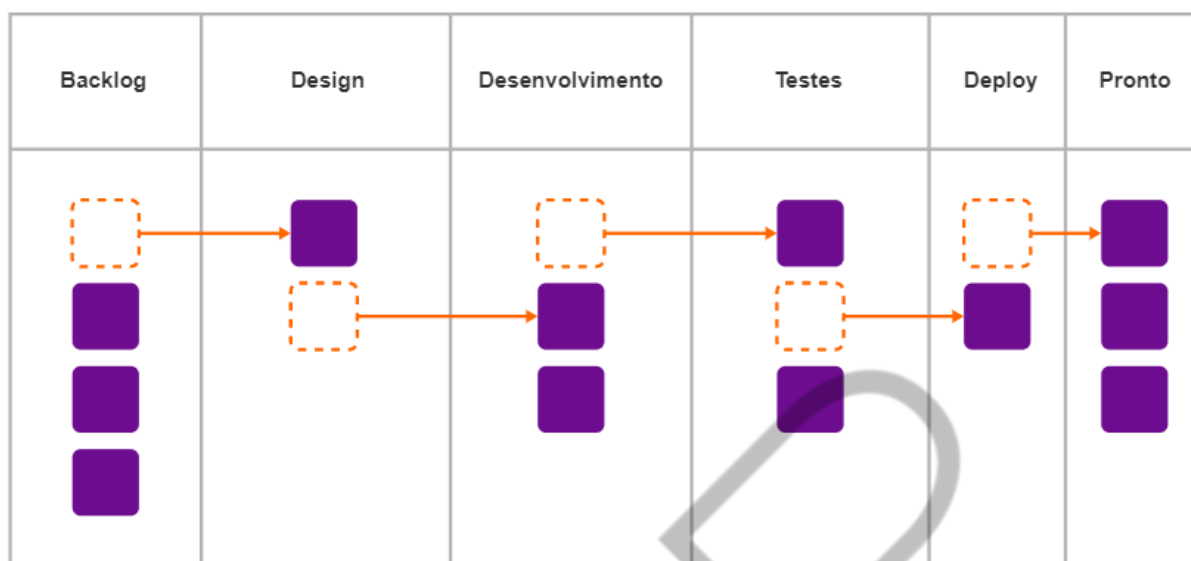 Backlog
Design
Desenvolvimento
Testes
Deploy
Pronto